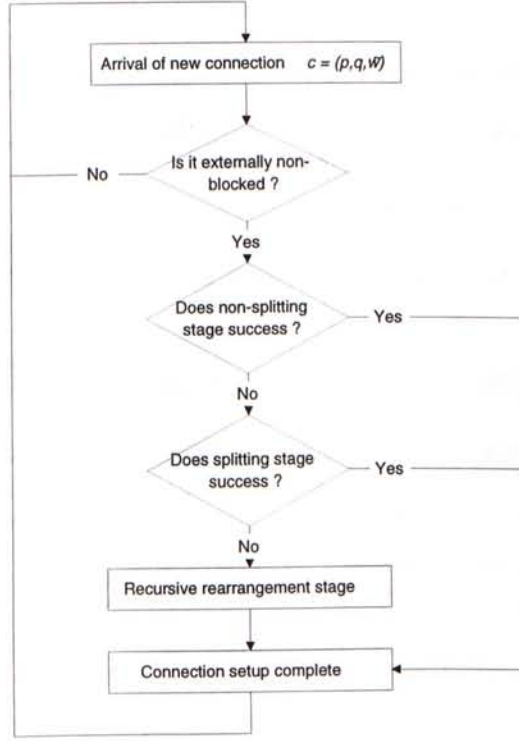 Arrival of new connection c = (p,q,w)
Is it externally non-
blocked ?
No
Yes
Does non-splitting
stage success ?
Yes
No
Does splitting stage
success ?
Yes
No
Recursive rearrangement stage
Connection setup complete